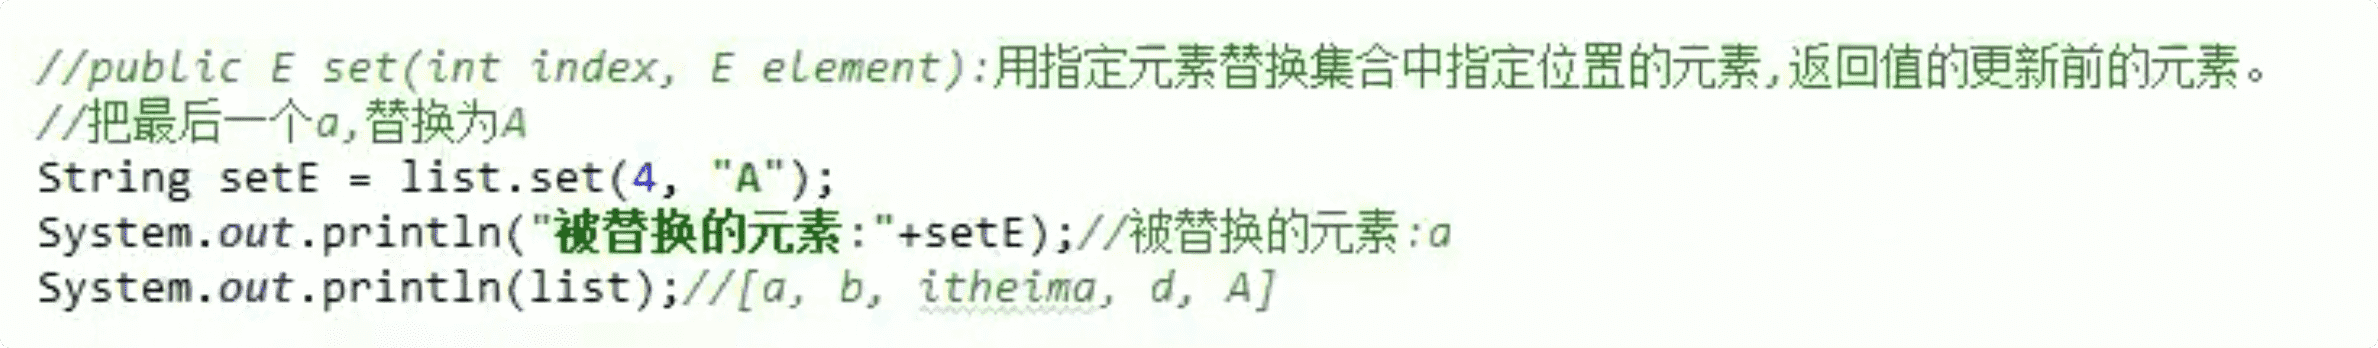 //public E set(int index, E element):用指定元素替换集合中指定位置的元素,返回值的更新前的元素。
//把最后一个a,替换为A
String setE = list.set(4, "A");
System.out.println("被替换的元素:"+setE);//被替换的元素:a
System.out.println(list);//[a, b, itheima, d, A]